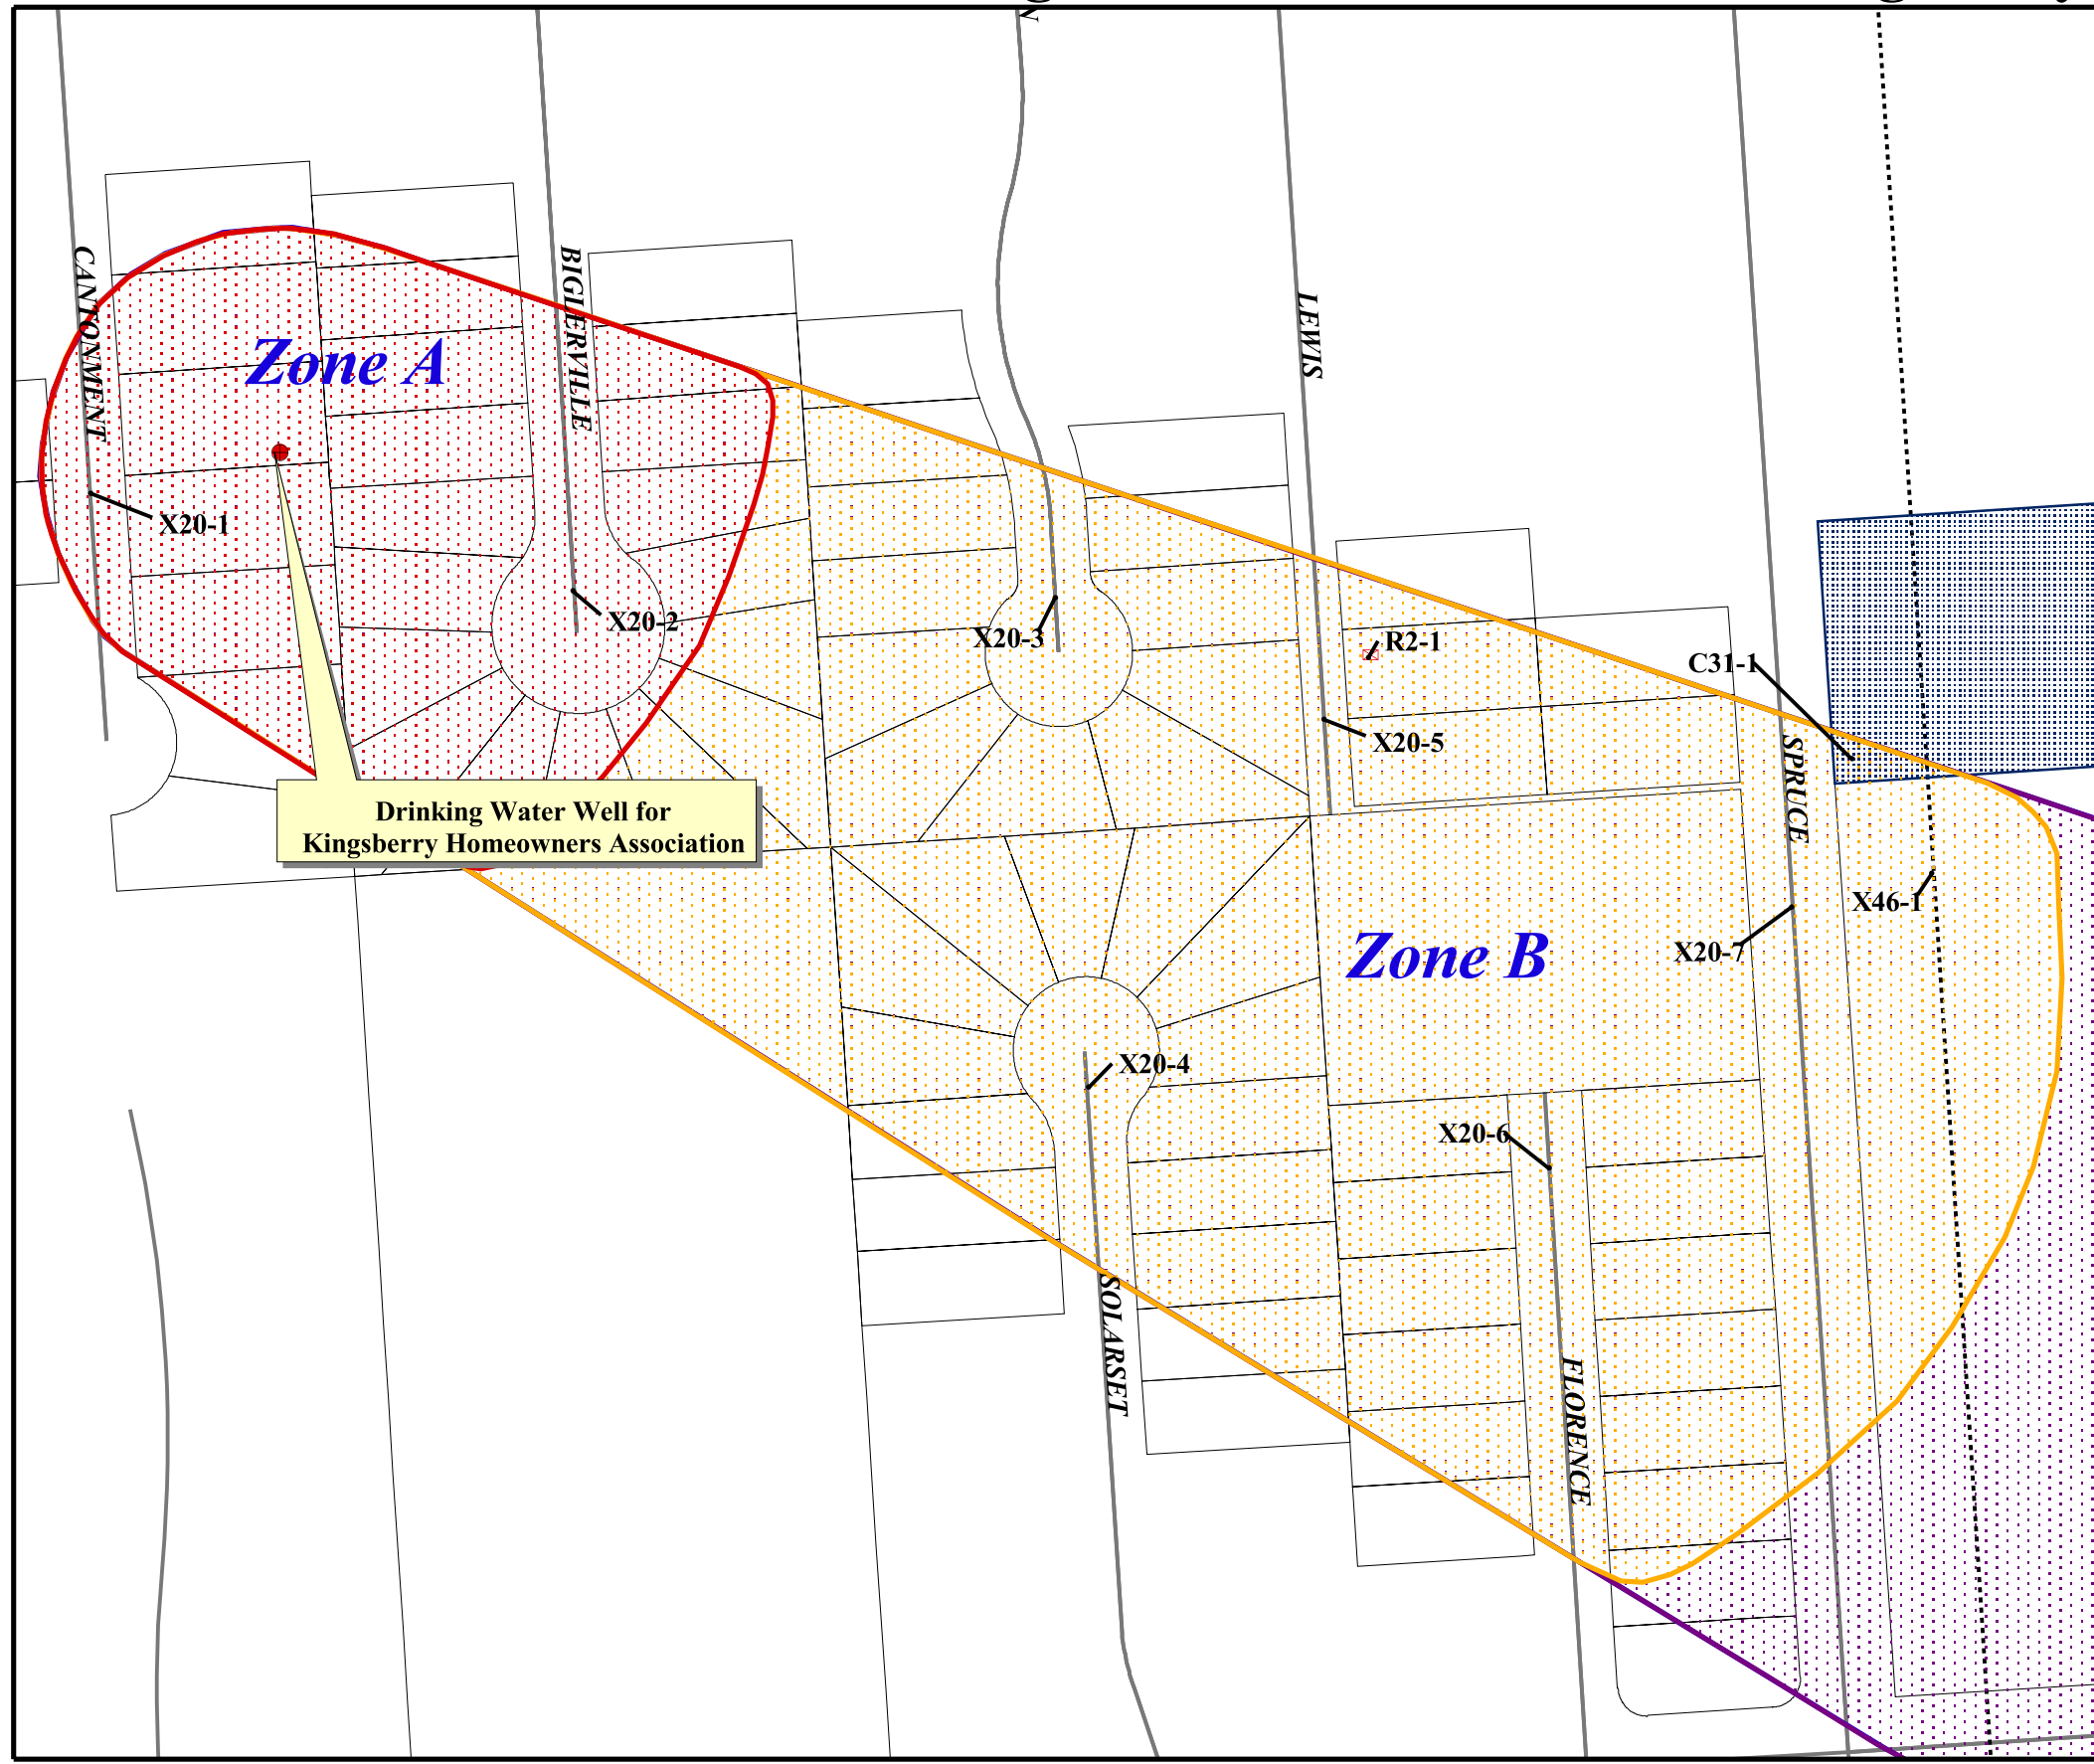 CANTONMENT
BIGLERVILLE
LEWIS
Zone A
X20-1
X20-2
X20-3
R2-1
C31-1
X20-5
SPRUCE
Drinking Water Well for
Kingsberry Homeowners Association
X46-1
Zone B
X20-7
X20-4
X20-6
SOLARSET
FLORENCE